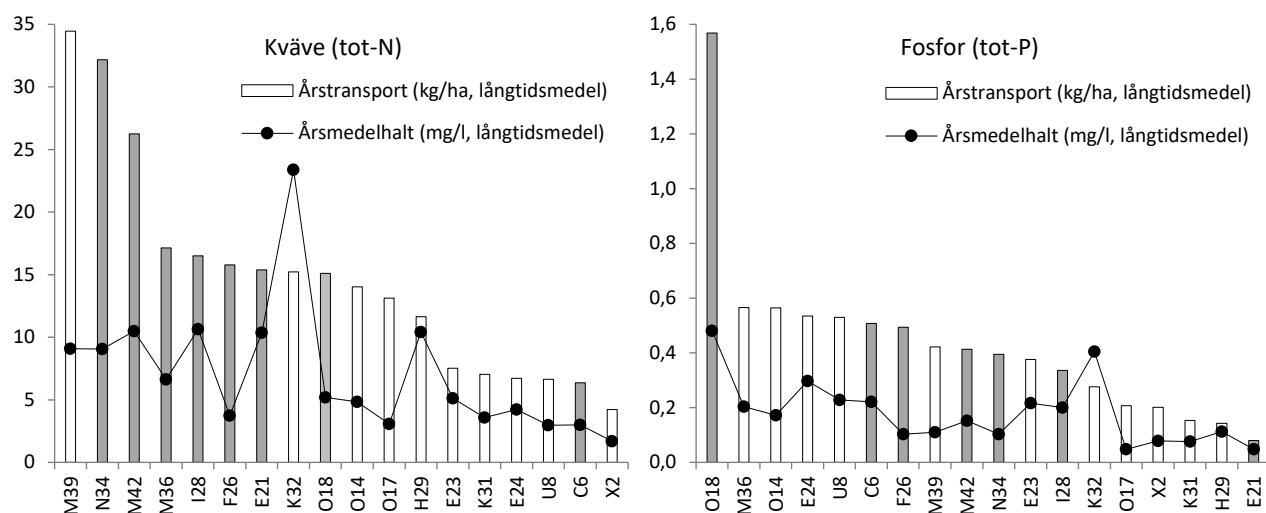 Kväve (tot-N)
Årstransport (kg/ha, långtidsmedel)
Årsmedelhalt (mg/l, långtidsmedel)
35
30
25
20
15
10
5
0
M39 N34 M42 M36 I28 F26 E21 K32 O18 O14 O17 H29 E23 K31 E24 U8 C6 X2
Fosfor (tot-P)
Årstransport (kg/ha, långtidsmedel)
Årsmedelhalt (mg/l, långtidsmedel)
1,6
1,4
1,2
1,0
0,8
0,6
0,4
0,2
0,0
O18 M36 O14 E24 U8 C6 F26 M39 M42 N34 E23 I28 K32 O17 X2 K31 H29 E21